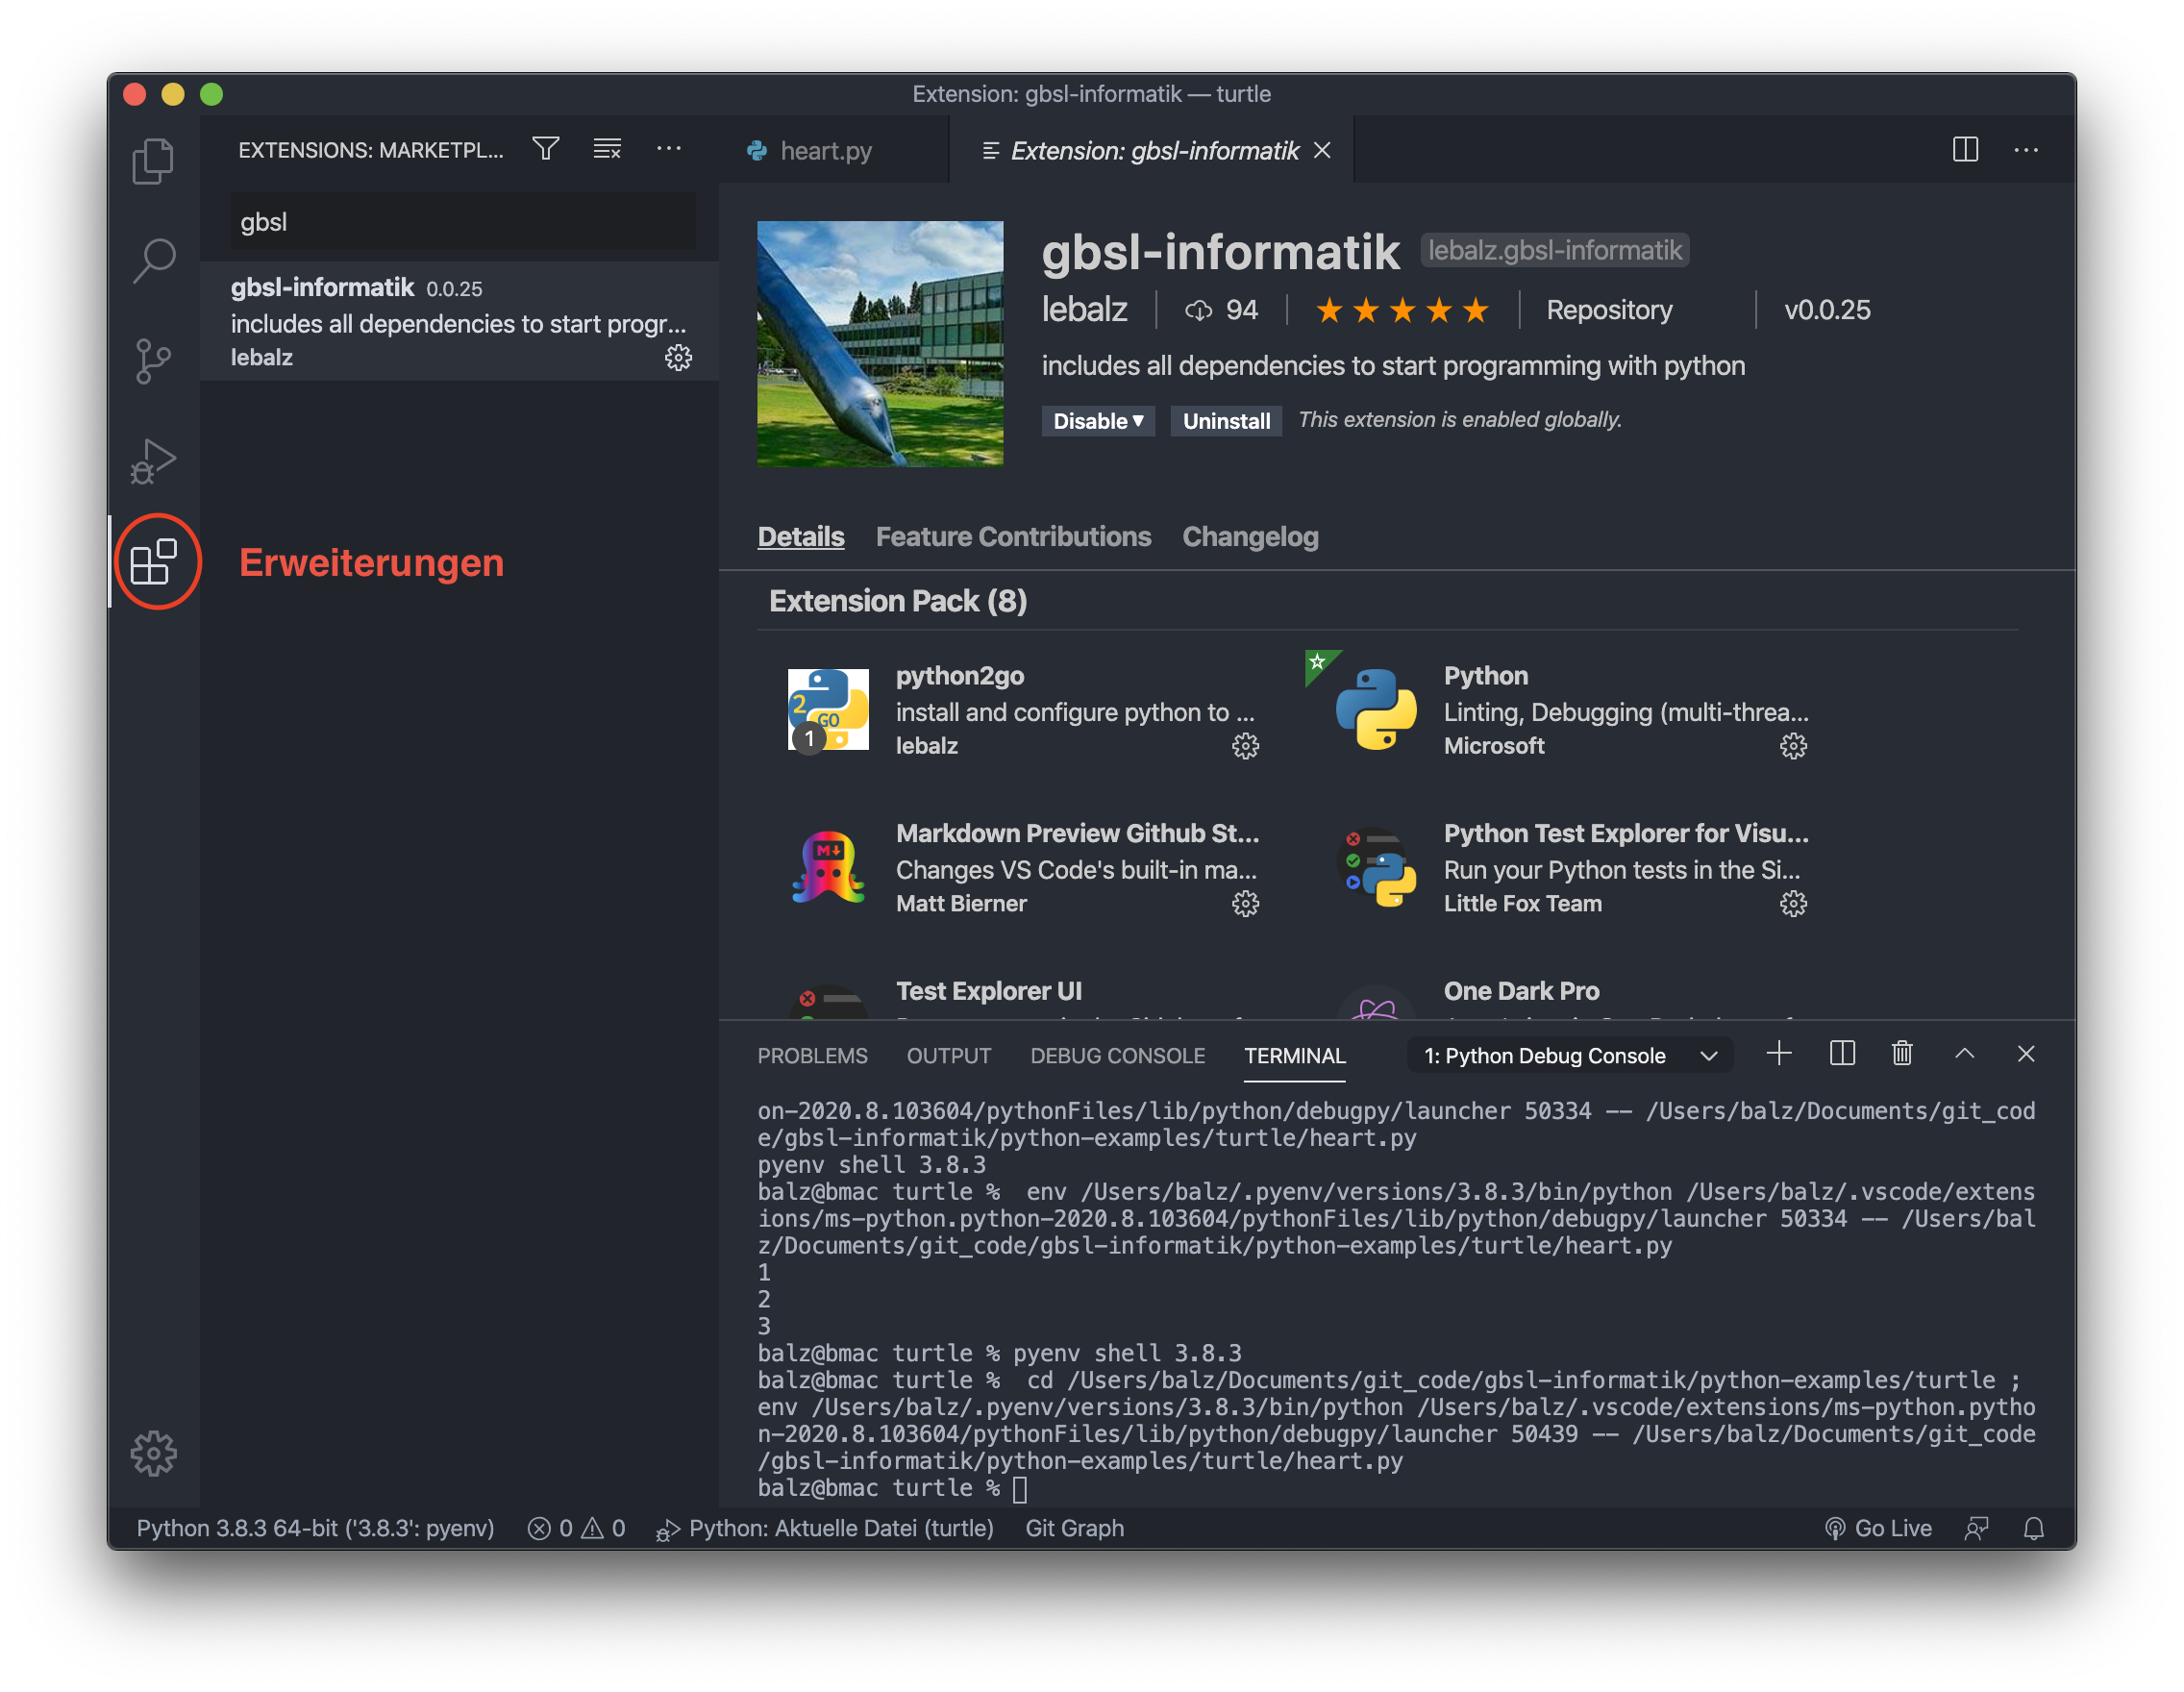 Extension: gbsl-informatik — turtle
EXTENSIONS: MARKETPL...
heart.py
Extension: gbsl-informatik
gbsl
gbsl-informatik 0.0.25
includes all dependencies to start progr...
lebalz
Erweiterungen
gbsl-informatik lebalz.gbsl-informatik
lebalz 94 Repository v0.0.25
includes all dependencies to start programming with python
Disable Uninstall This extension is enabled globally.
Details Feature Contributions Changelog
Extension Pack (8)
2 GO
1
python2go
install and configure python to ...
lebalz
Python
Linting, Debugging (multi-threa...
Microsoft
M
Markdown Preview Github St...
Changes VS Code's built-in ma...
Matt Bierner
Python Test Explorer for Visu...
Run your Python tests in the Si...
Little Fox Team
Test Explorer UI
One Dark Pro
PROBLEMS OUTPUT DEBUG CONSOLE TERMINAL 1: Python Debug Console
on-2020.8.103604/pythonFiles/lib/python/debugpy/launcher 50334 -- /Users/balz/Documents/git_cod
e/gbsl-informatik/python-examples/turtle/heart.py
pyenv shell 3.8.3
balz@bmac turtle %  env /Users/balz/.pyenv/versions/3.8.3/bin/python /Users/balz/.vscode/extens
ions/ms-python.python-2020.8.103604/pythonFiles/lib/python/debugpy/launcher 50334 -- /Users/bal
z/Documents/git_code/gbsl-informatik/python-examples/turtle/heart.py
1
2
3
balz@bmac turtle % pyenv shell 3.8.3
balz@bmac turtle %  cd /Users/balz/Documents/git_code/gbsl-informatik/python-examples/turtle ;
env /Users/balz/.pyenv/versions/3.8.3/bin/python /Users/balz/.vscode/extensions/ms-python.pytho
n-2020.8.103604/pythonFiles/lib/python/debugpy/launcher 50439 -- /Users/balz/Documents/git_code
/gbsl-informatik/python-examples/turtle/heart.py
balz@bmac turtle %
Python 3.8.3 64-bit ('3.8.3': pyenv) 0 0 Python: Aktuelle Datei (turtle) Git Graph Go Live